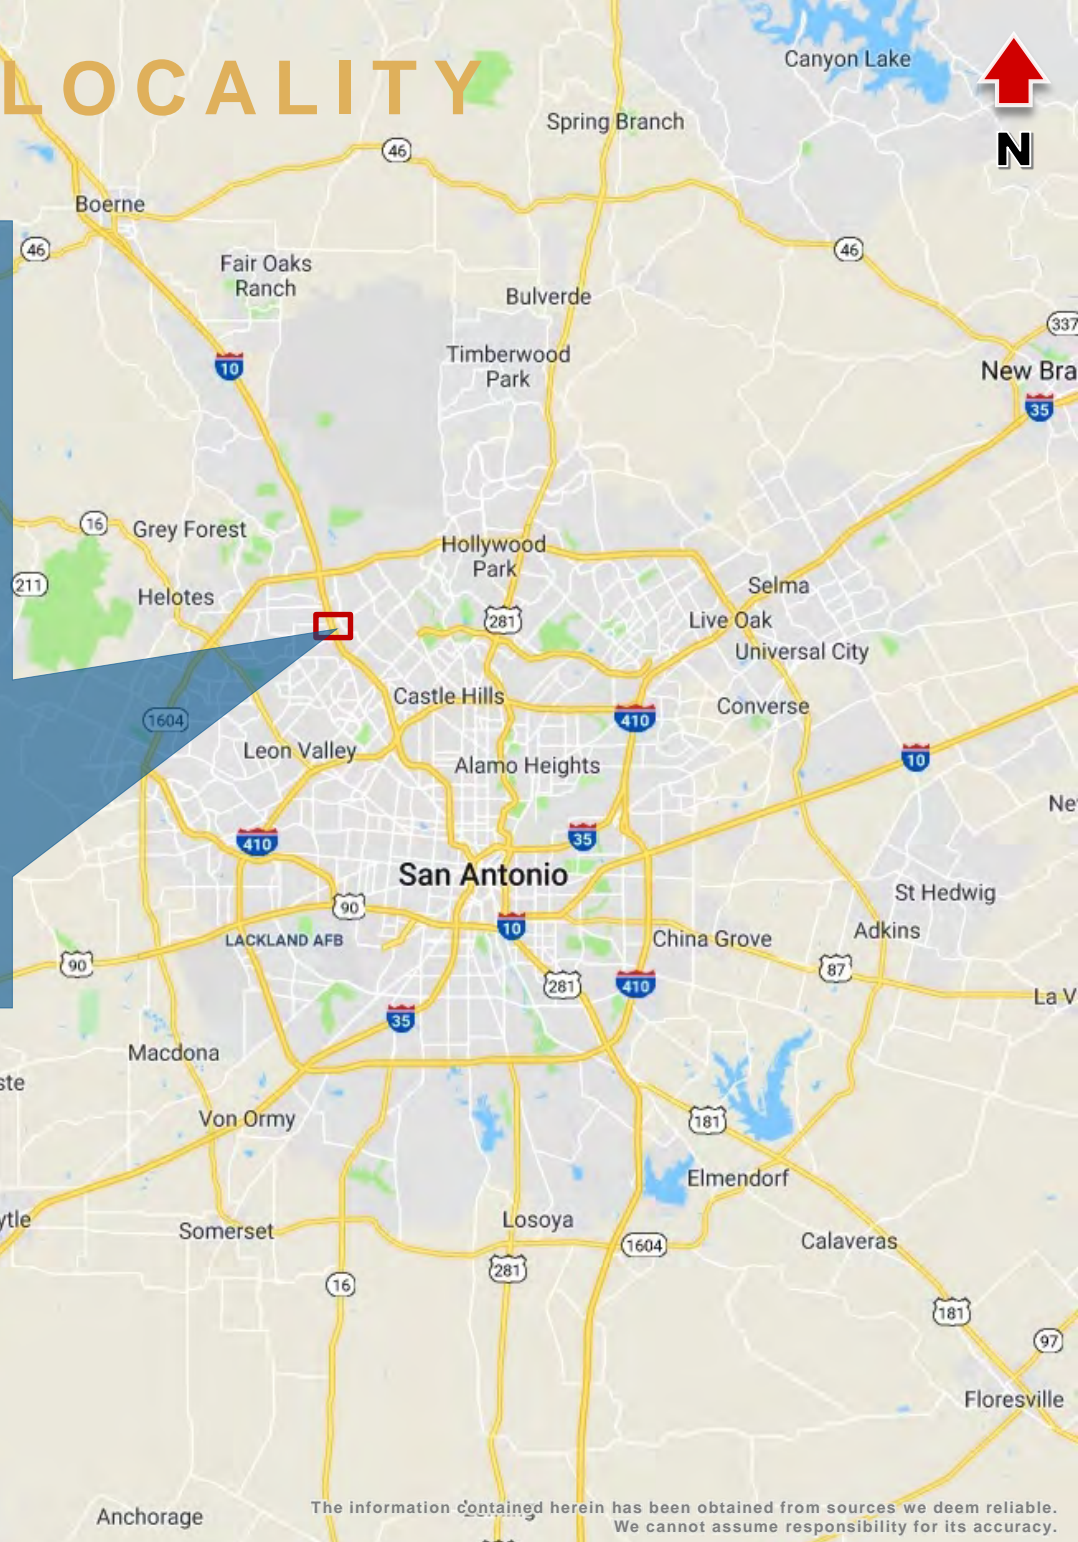 LOCALITY
Canyon Lake
Spring Branch
N
46
Boerne
46
46
Fair Oaks
Ranch
Bulverde
337
Timberwood
Park
10
New Bra
35
16
Grey Forest
Hollywood
Park
211
Helotes
Selma
281
Live Oak
Universal City
Castle Hills
Converse
1604
410
Leon Valley
Alamo Heights
10
Ne
410
35
San Antonio
St Hedwig
90
10
Adkins
LACKLAND AFB
China Grove
90
87
281
410
La V
35
Macdona
ste
Von Ormy
181
Elmendorf
ytle
Losoya
Somerset
1604
Calaveras
281
16
181
97
Floresville
Anchorage
The information contained herein has been obtained from sources we deem reliable.
We cannot assume responsibility for its accuracy.